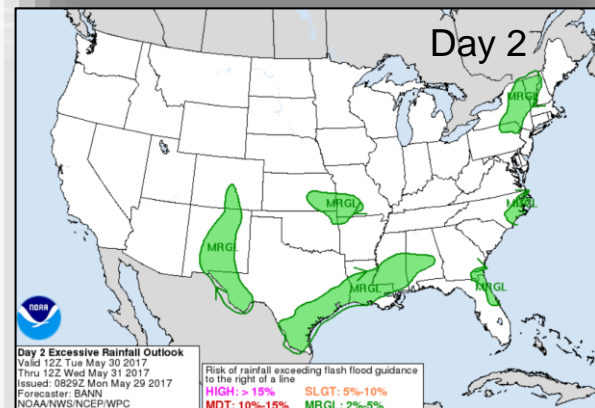 Day 2
MRGL
MRGL
MRGL
MRGL
MRGL
MRGL
NOAA
Day 2 Excessive Rainfall Outlook
Valid 12Z Tue May 30 2017
Thru 12Z Wed May 31 2017
Issued: 0829Z Mon May 29 2017
Forecaster: BANN
NOAA/NWS/NCEP/WPC
Risk of rainfall exceeding flash flood guidance
to the right of a line
HIGH: > 15% SLGT: 5%-10%
MDT: 10%-15% MRGL: 2%-5%